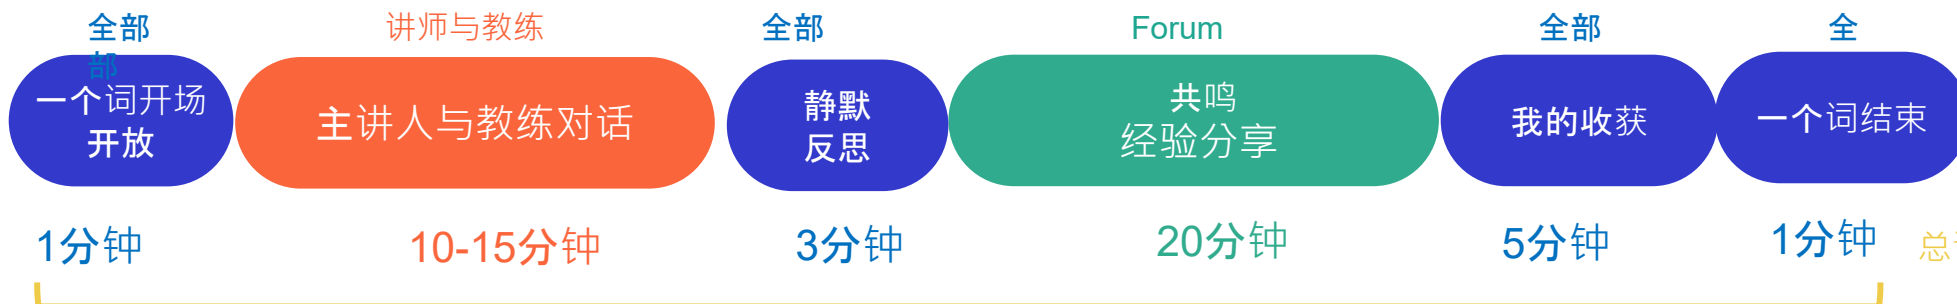 全部
部
讲师与教练
全部
Forum
全部
全
一个词开场
开放
主讲人与教练对话
静默
反思
共鸣
经验分享
我的收获
一个词结束
1分钟
10-15分钟
3分钟
20分钟
5分钟
1分钟
总